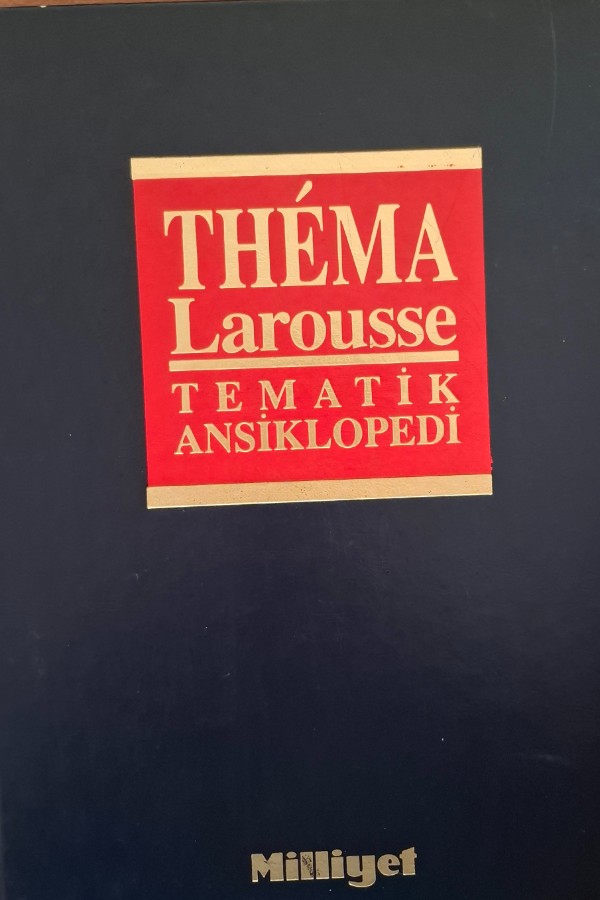 THÉMA
Larousse
TEMATİK
ANSİKLOPEDİ
Milliyet